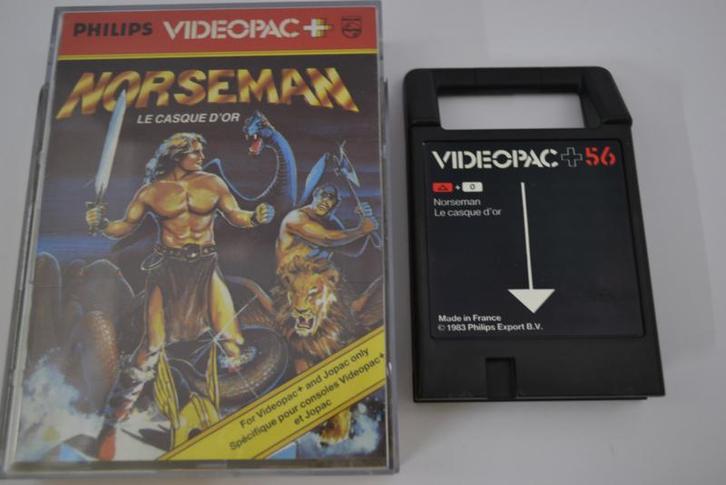 PHILIPS VIDEOPAC+
NORSEMAN
LE CASQUE D'OR
For Videopac+ and Jopac only
Spécifique pour consoles Videopac+
et Jopac
VIDEOPAC+56
+ 0
Norseman
Le casque d'or
Made in France
© 1983 Philips Export B.V.